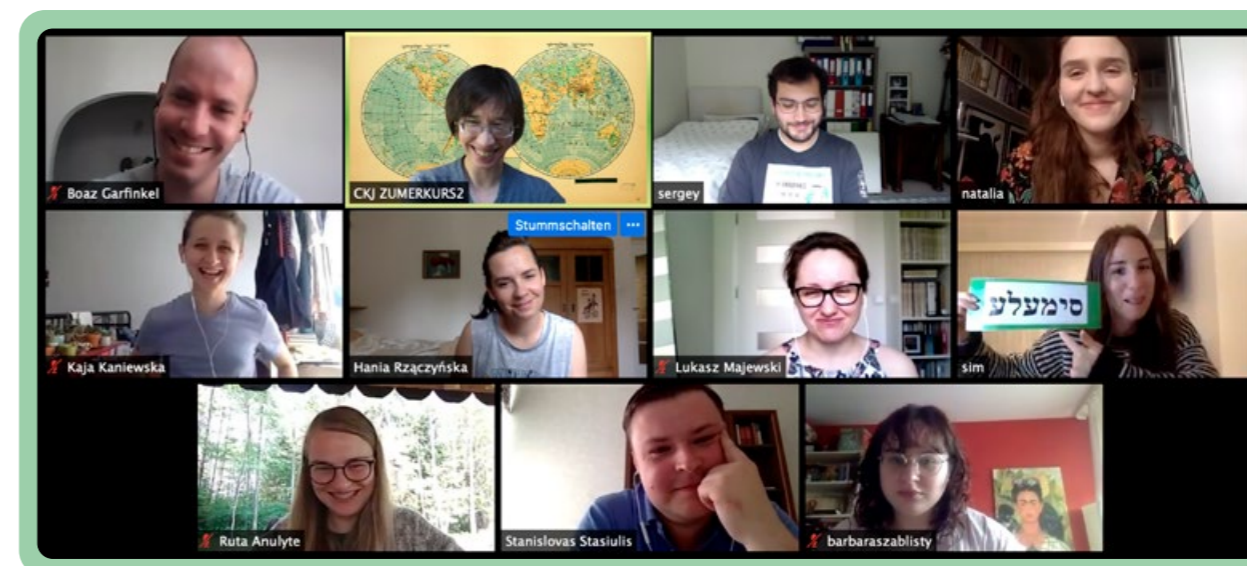 Boaz Garfinkel
CKJ ZUMERKURS2
sergey
natalia
Stummschalten
Kaja Kaniewska
Hania Rzączyńska
Lukasz Majewski
sim
סימעלע
Ruta Anulyte
Stanislovas Stasiulis
barbaraszablisty